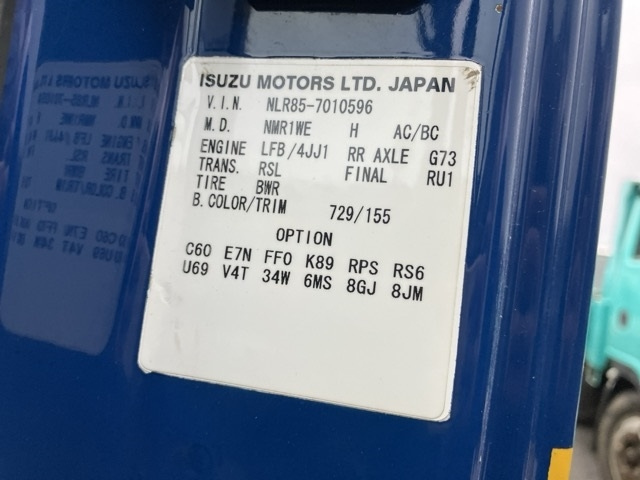 ISUZU MOTORS LTD. JAPAN
V.I.N. NLR85-7010596
M.D. NMR1WE H AC/BC
ENGINE LFB/4JJ1 RR AXLE G73
TRANS. RSL FINAL RU1
TIRE BWR
B.COLOR/TRIM 729/155
OPTION
C60 E7N FF0 K89 RPS RS6
U69 V4T 34W 6MS 8GJ 8JM